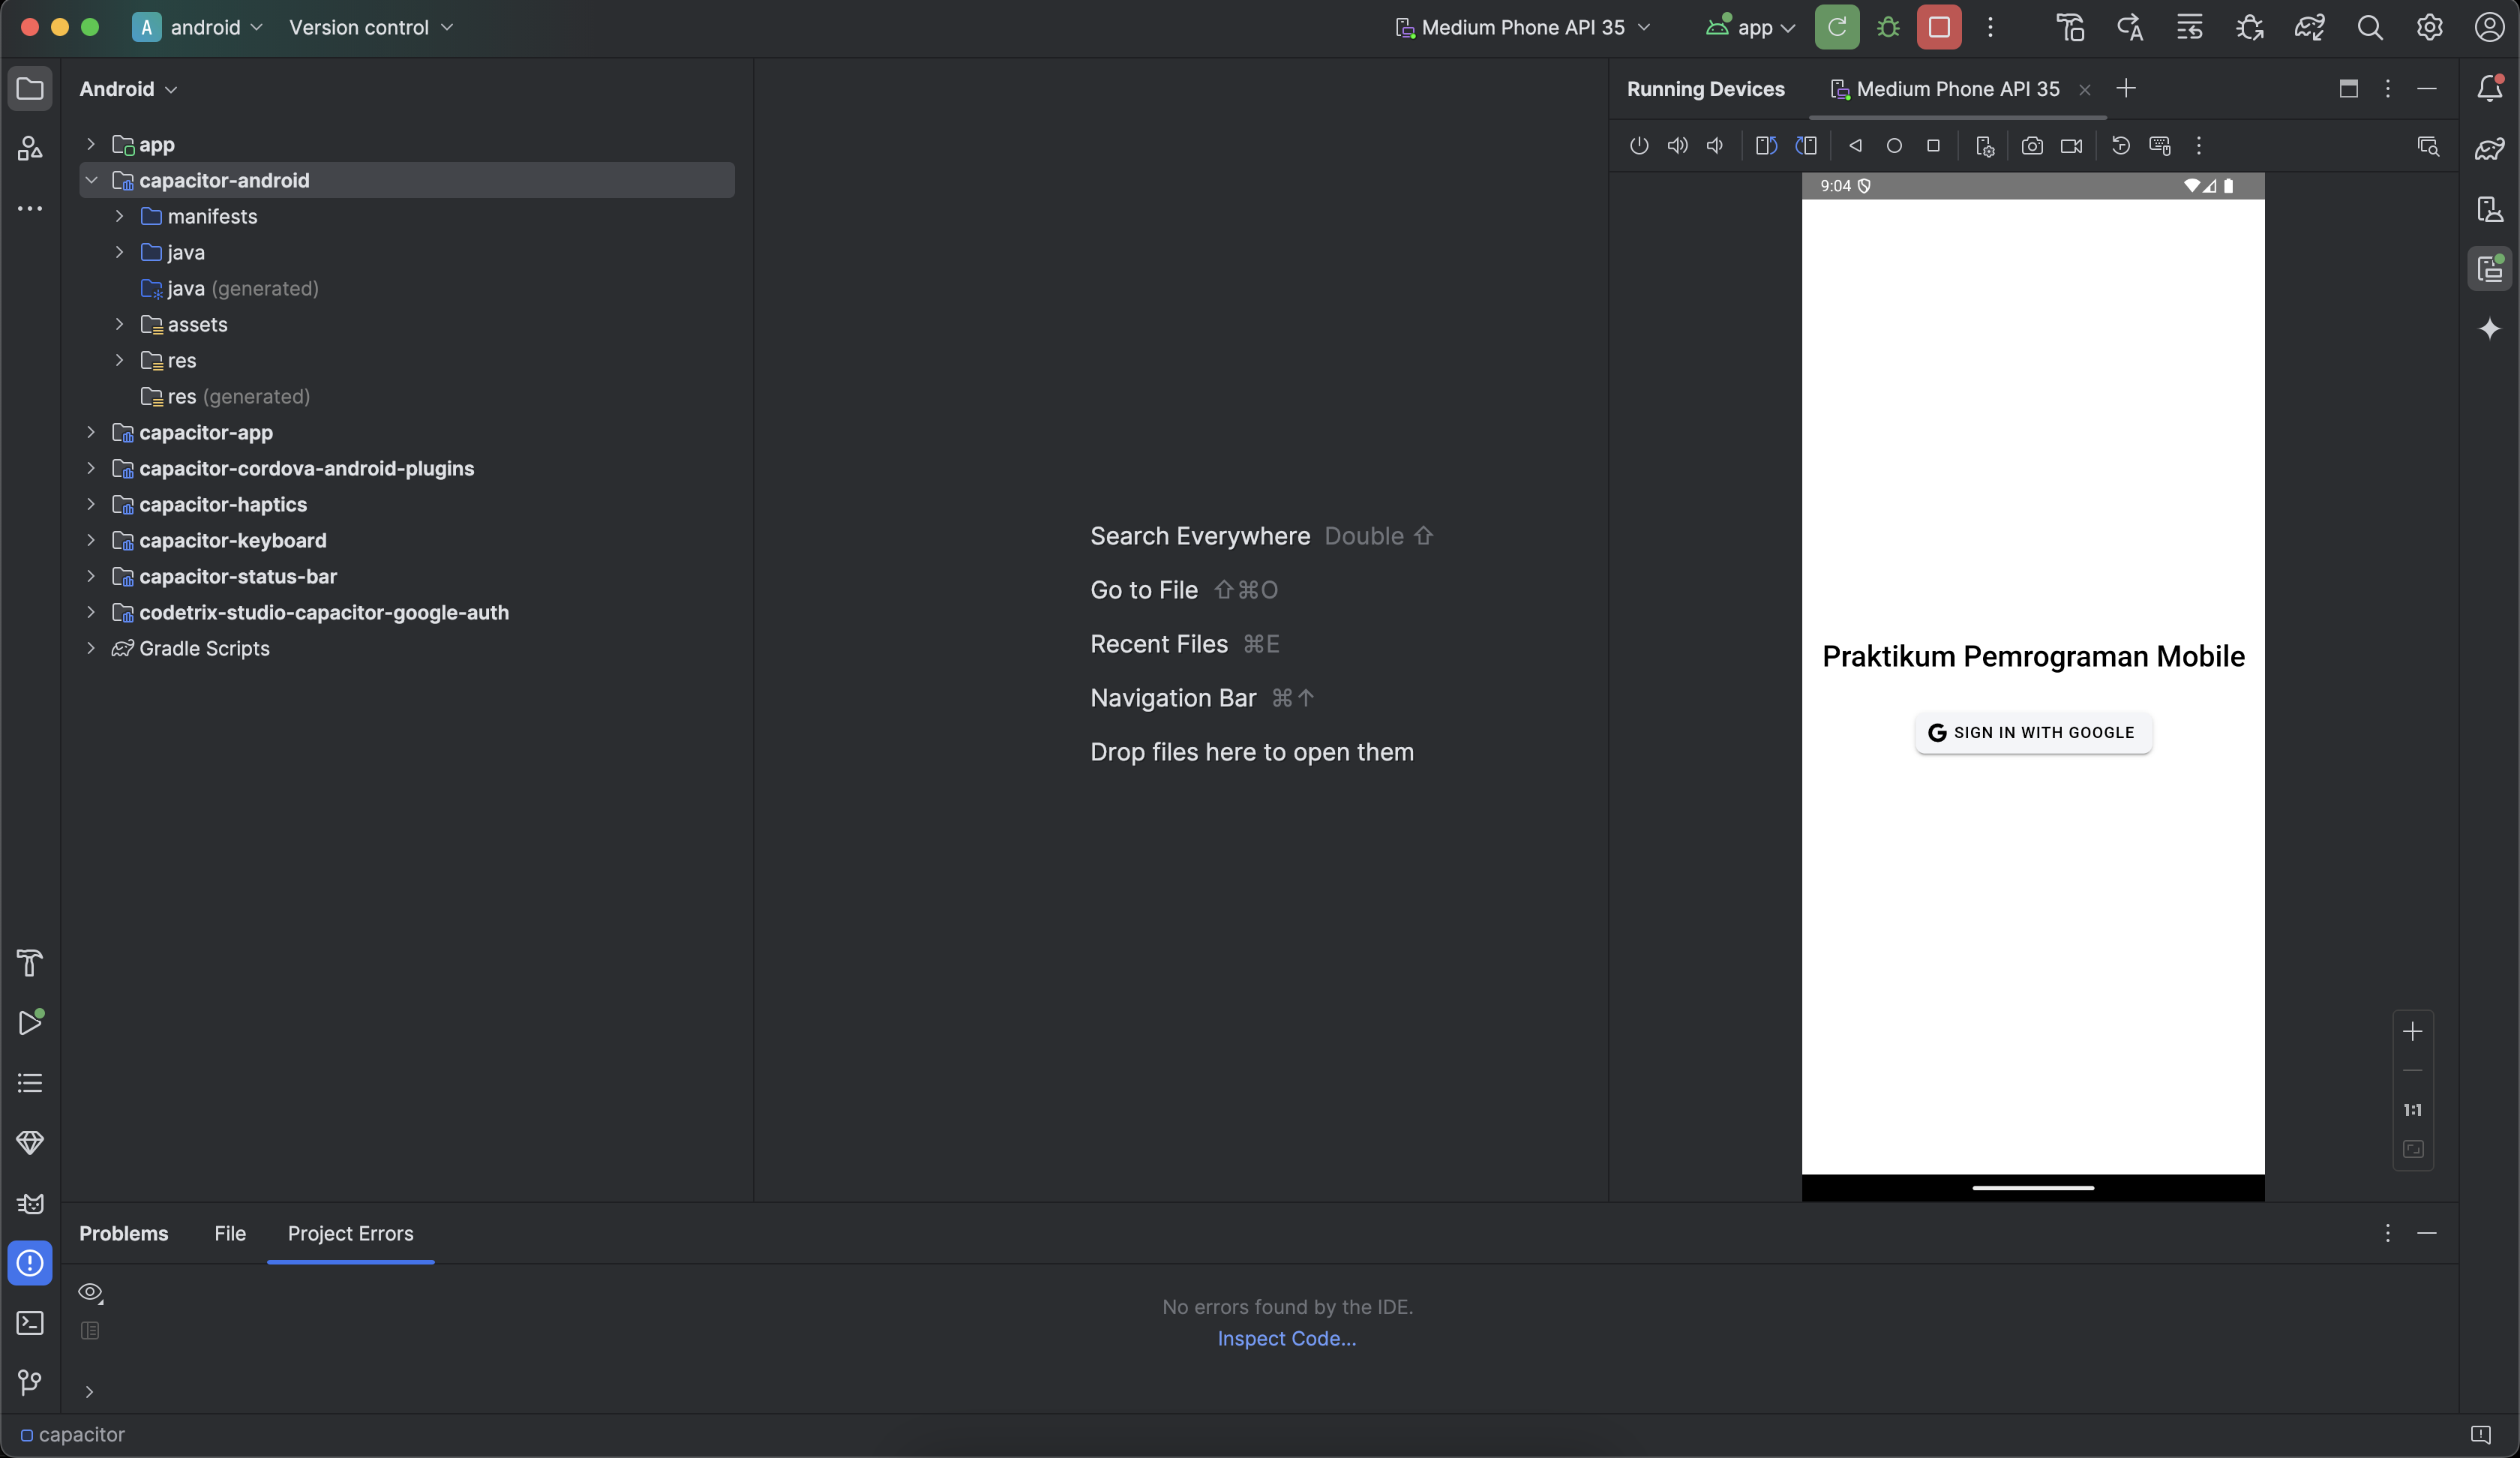 A android Version control Medium Phone API 35 app
Android
Running Devices Medium Phone API 35
app
capacitor-android
manifests
java
java (generated)
assets
res
res (generated)
capacitor-app
capacitor-cordova-android-plugins
capacitor-haptics
capacitor-keyboard
capacitor-status-bar
codetrix-studio-capacitor-google-auth
Gradle Scripts
Search Everywhere Double ⇧
Go to File ⇧⌘O
Recent Files ⌘E
Navigation Bar ⌘↑
Drop files here to open them
9:04
Praktikum Pemrograman Mobile
G SIGN IN WITH GOOGLE
1:1
Problems File Project Errors
No errors found by the IDE.
Inspect Code...
capacitor